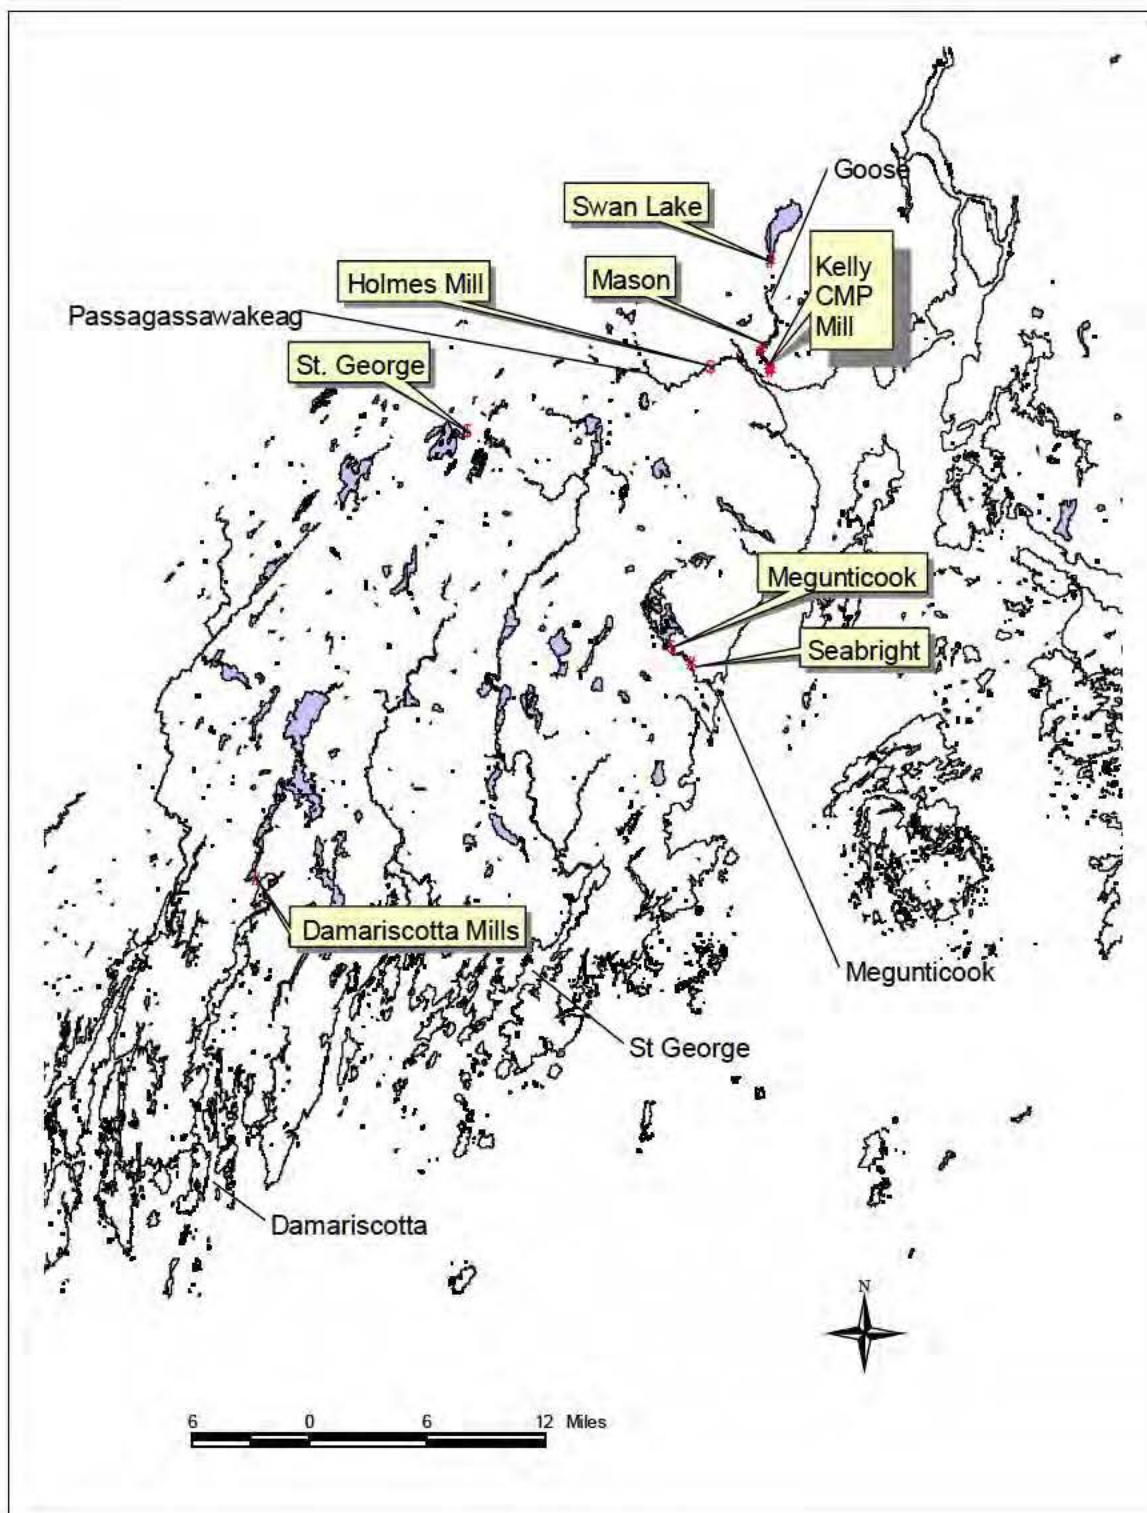 Goose
Swan Lake
Kelly
CMP
Mill
Mason
Holmes Mill
Passagassawakeag
St. George
Megunticook
Seabright
Damariscotta Mills
Megunticook
St George
Damariscotta
N
6 0 6 12 Miles